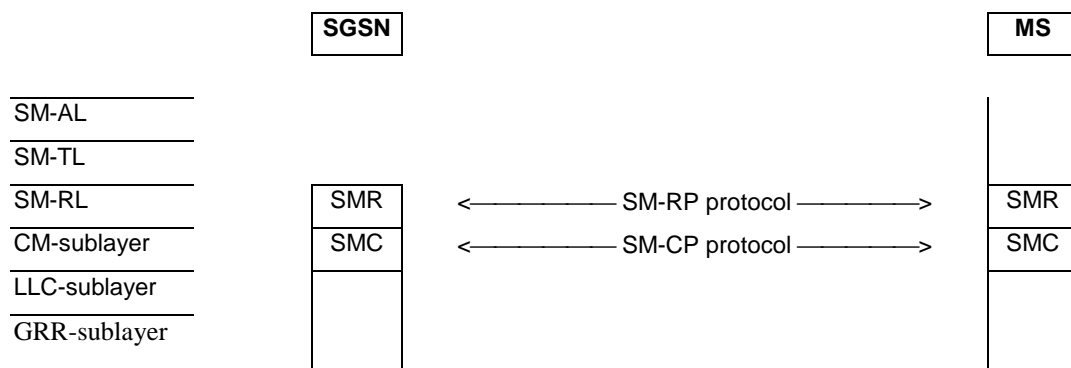 SGSN MS
SM-AL
SM-TL
SM-RL SMR <———————— SM-RP protocol ———————> SMR
CM-sublayer SMC <———————— SM-CP protocol ———————> SMC
LLC-sublayer
GRR-sublayer